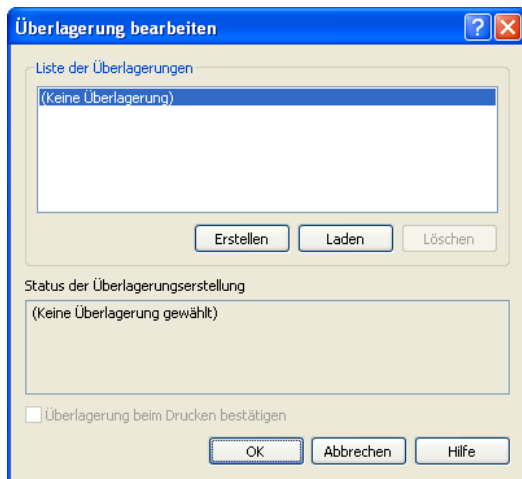 Überlagerung bearbeiten
Liste der Überlagerungen
(Keine Überlagerung)
Erstellen Laden Löschen
Status der Überlagerungserstellung
(Keine Überlagerung gewählt)
Überlagerung beim Drucken bestätigen
OK Abbrechen Hilfe